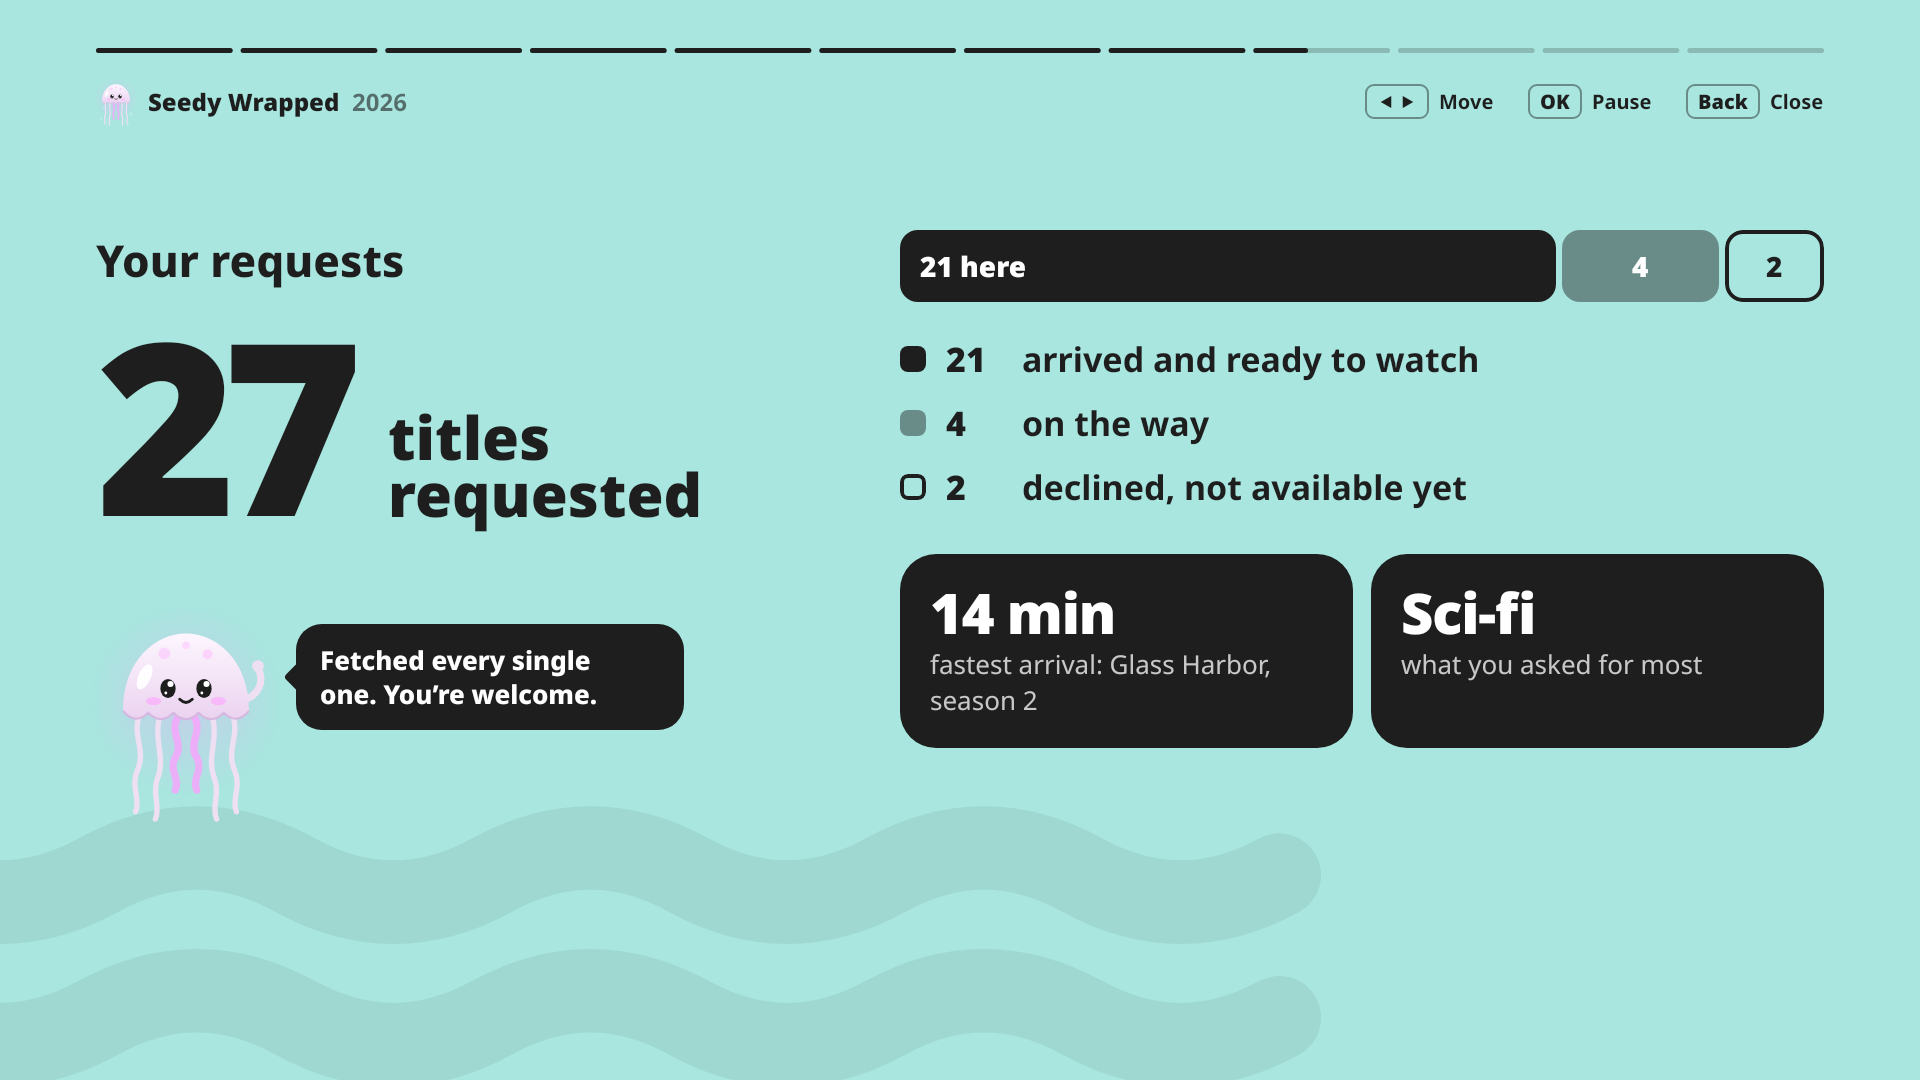 Seedy Wrapped 2026
◀ ▶ Move OK Pause Back Close
Your requests
27 titles
requested
Fetched every single
one. You’re welcome.
21 here 4 2
21 arrived and ready to watch
4 on the way
2 declined, not available yet
14 min
fastest arrival: Glass Harbor,
season 2
Sci-fi
what you asked for most